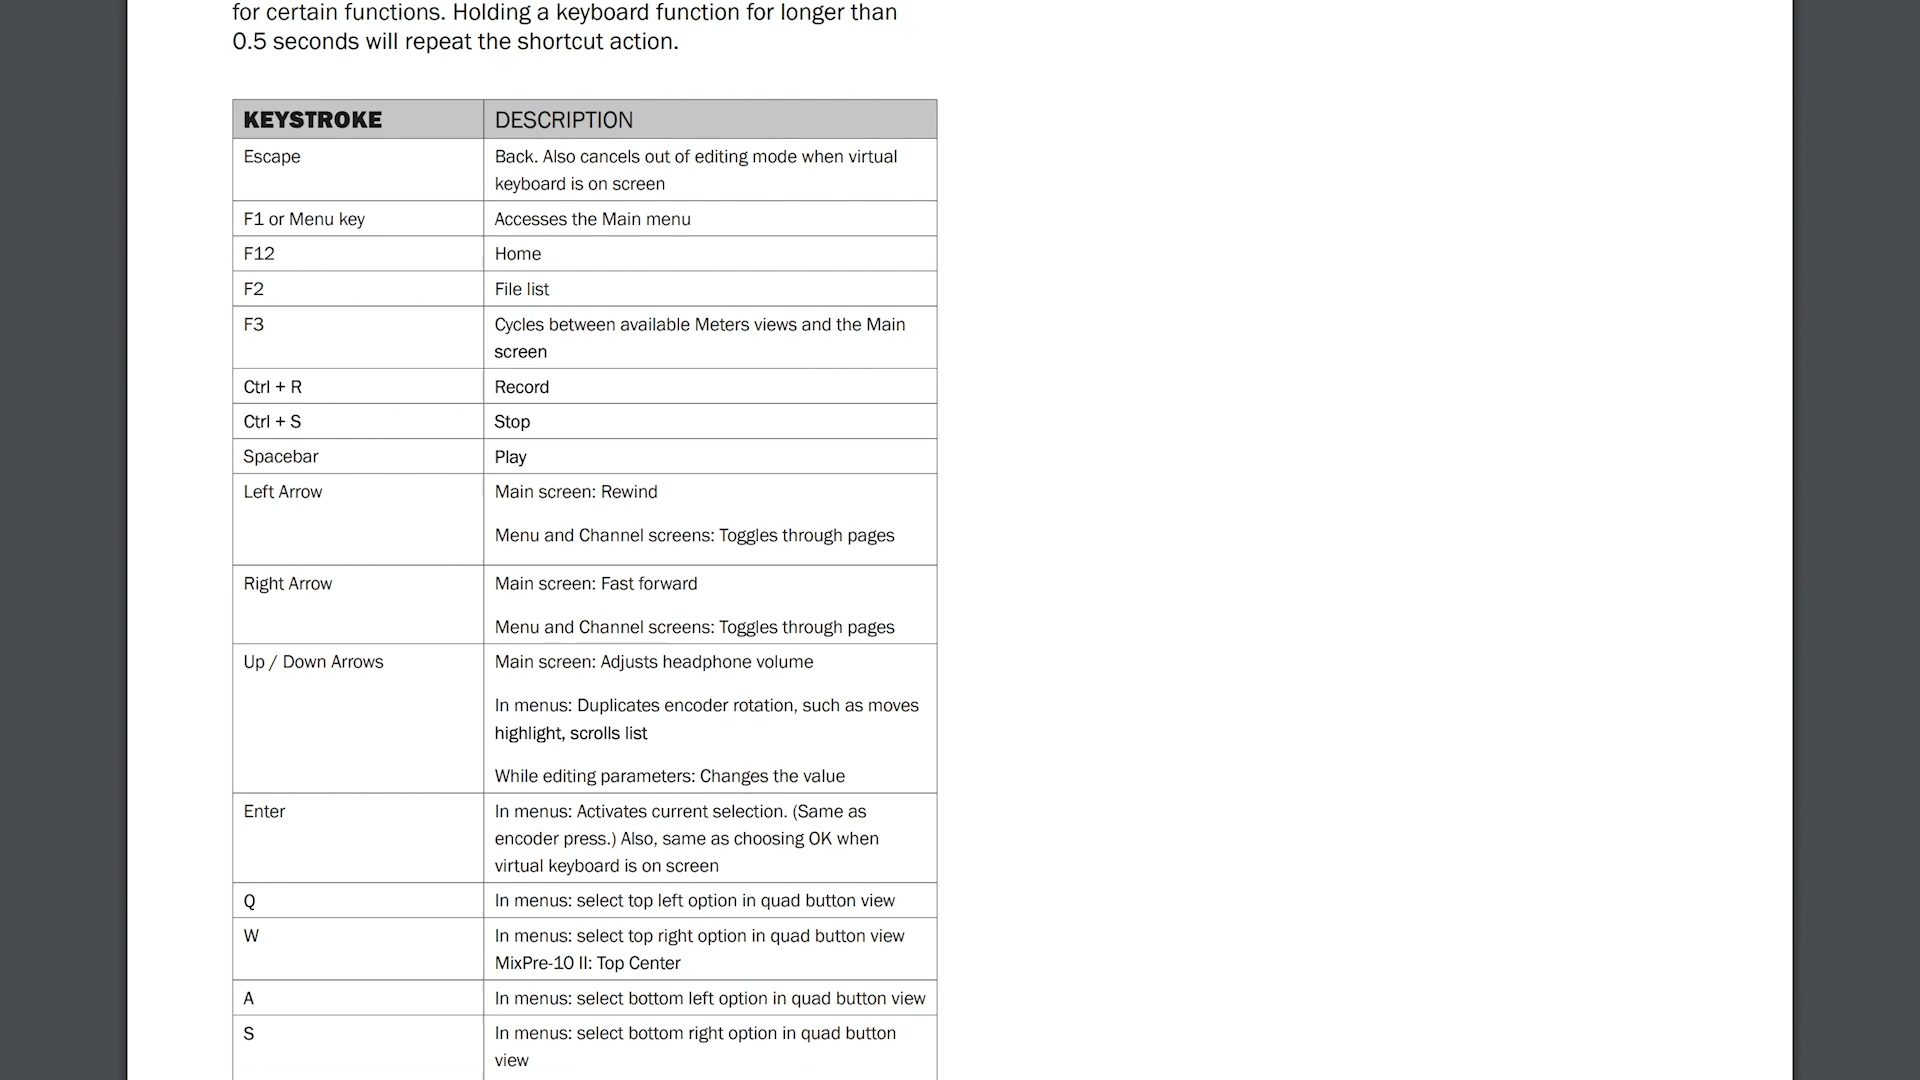 for certain functions. Holding a keyboard function for longer than
0.5 seconds will repeat the shortcut action.
KEYSTROKE DESCRIPTION
Escape Back. Also cancels out of editing mode when virtual
keyboard is on screen
F1 or Menu key Accesses the Main menu
F12 Home
F2 File list
F3 Cycles between available Meters views and the Main
screen
Ctrl + R Record
Ctrl + S Stop
Spacebar Play
Left Arrow Main screen: Rewind
Menu and Channel screens: Toggles through pages
Right Arrow Main screen: Fast forward
Menu and Channel screens: Toggles through pages
Up / Down Arrows Main screen: Adjusts headphone volume
In menus: Duplicates encoder rotation, such as moves
highlight, scrolls list
While editing parameters: Changes the value
Enter In menus: Activates current selection. (Same as
encoder press.) Also, same as choosing OK when
virtual keyboard is on screen
Q In menus: select top left option in quad button view
W In menus: select top right option in quad button view
MixPre-10 II: Top Center
A In menus: select bottom left option in quad button view
S In menus: select bottom right option in quad button
view